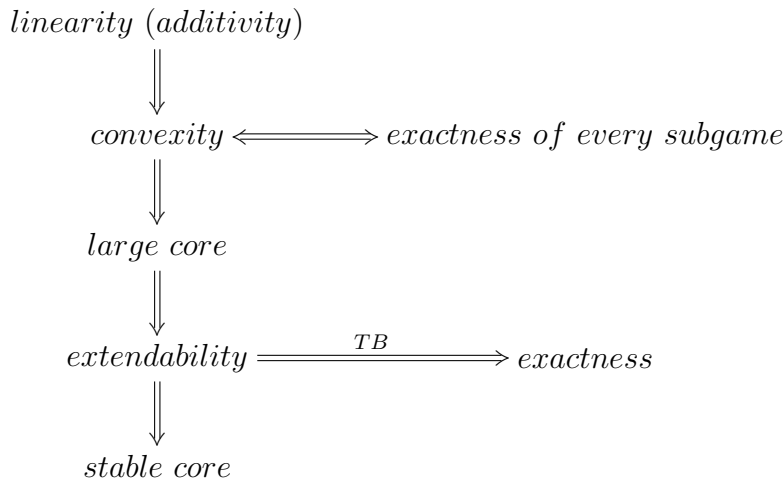 linearity (additivity)
convexity
exactness of every subgame
large core
TB
extendability
exactness
stable core